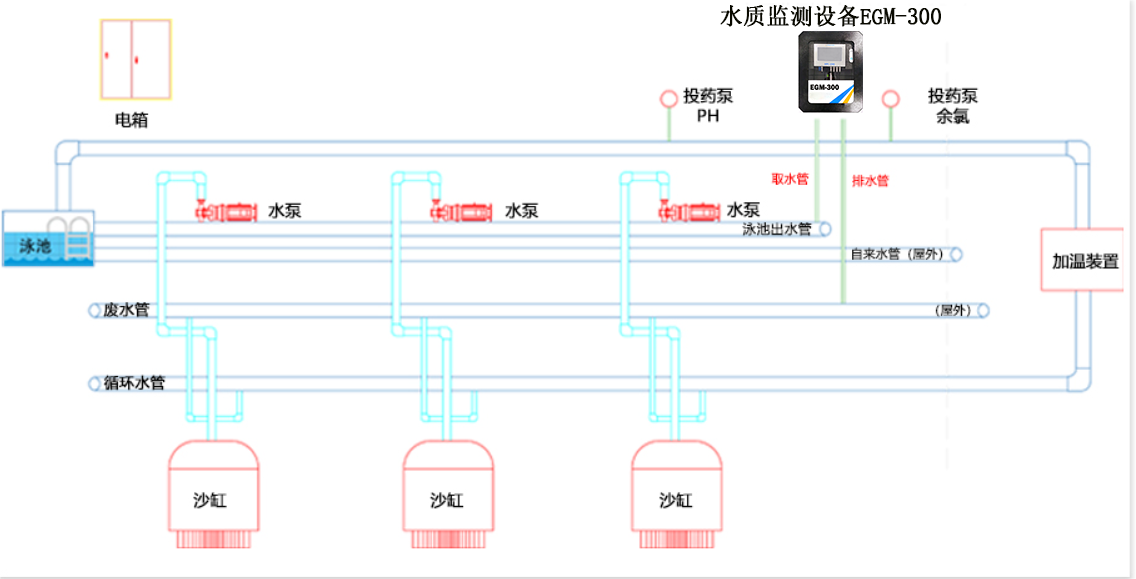 水质监测设备EGM-300
EGM-300
电箱
投药泵
PH
投药泵
余氯
取水管
排水管
水泵
水泵
水泵
泳池出水管
泳池
自来水管（屋外）
加温装置
废水管
（屋外）
循环水管
沙缸
沙缸
沙缸